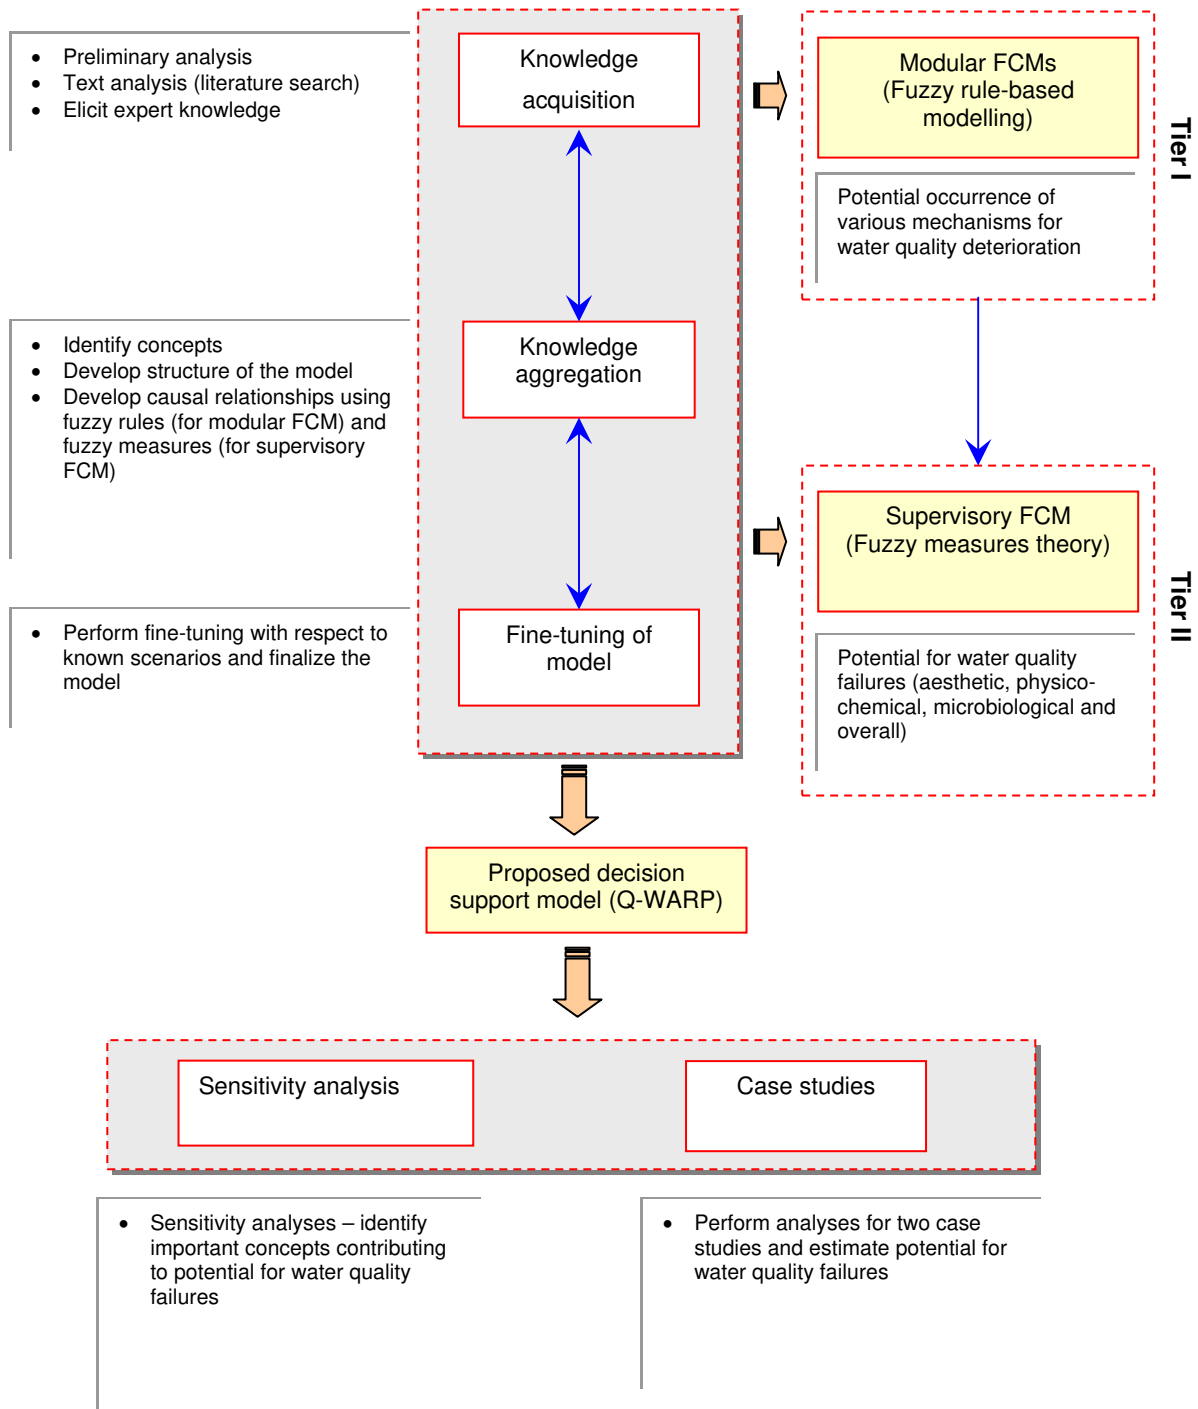 • Preliminary analysis
• Text analysis (literature search)
• Elicit expert knowledge
Knowledge
acquisition
Modular FCMs
(Fuzzy rule-based
modelling)
Tier I
Potential occurrence of
various mechanisms for
water quality deterioration
• Identify concepts
• Develop structure of the model
• Develop causal relationships using
fuzzy rules (for modular FCM) and
fuzzy measures (for supervisory
FCM)
Knowledge
aggregation
Supervisory FCM
(Fuzzy measures theory)
Tier II
• Perform fine-tuning with respect to
known scenarios and finalize the
model
Fine-tuning of
model
Potential for water quality
failures (aesthetic, physico-
chemical, microbiological and
overall)
Proposed decision
support model (Q-WARP)
Sensitivity analysis
Case studies
• Sensitivity analyses – identify
important concepts contributing
to potential for water quality
failures
• Perform analyses for two case
studies and estimate potential for
water quality failures